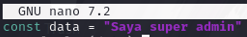 GNU nano 7.2
const data = "Saya super admin"